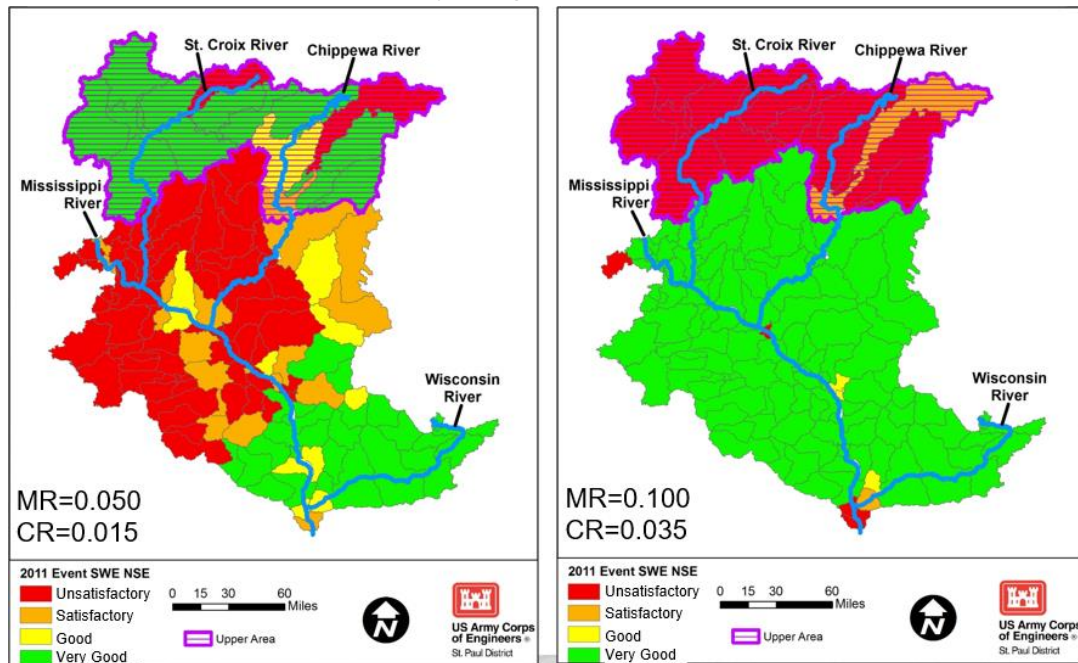 St. Croix River
Chippewa River
Mississippi
River
Wisconsin
River
MR=0.050
CR=0.015
2011 Event SWE NSE
Unsatisfactory
Satisfactory
Good
Very Good
0 15 30 60
Miles
Upper Area
N
US Army Corps
of Engineers ®
St. Paul District
St. Croix River
Chippewa River
Mississippi
River
Wisconsin
River
MR=0.100
CR=0.035
2011 Event SWE NSE
Unsatisfactory
Satisfactory
Good
Very Good
0 15 30 60
Miles
Upper Area
N
US Army Corps
of Engineers ®
St. Paul District